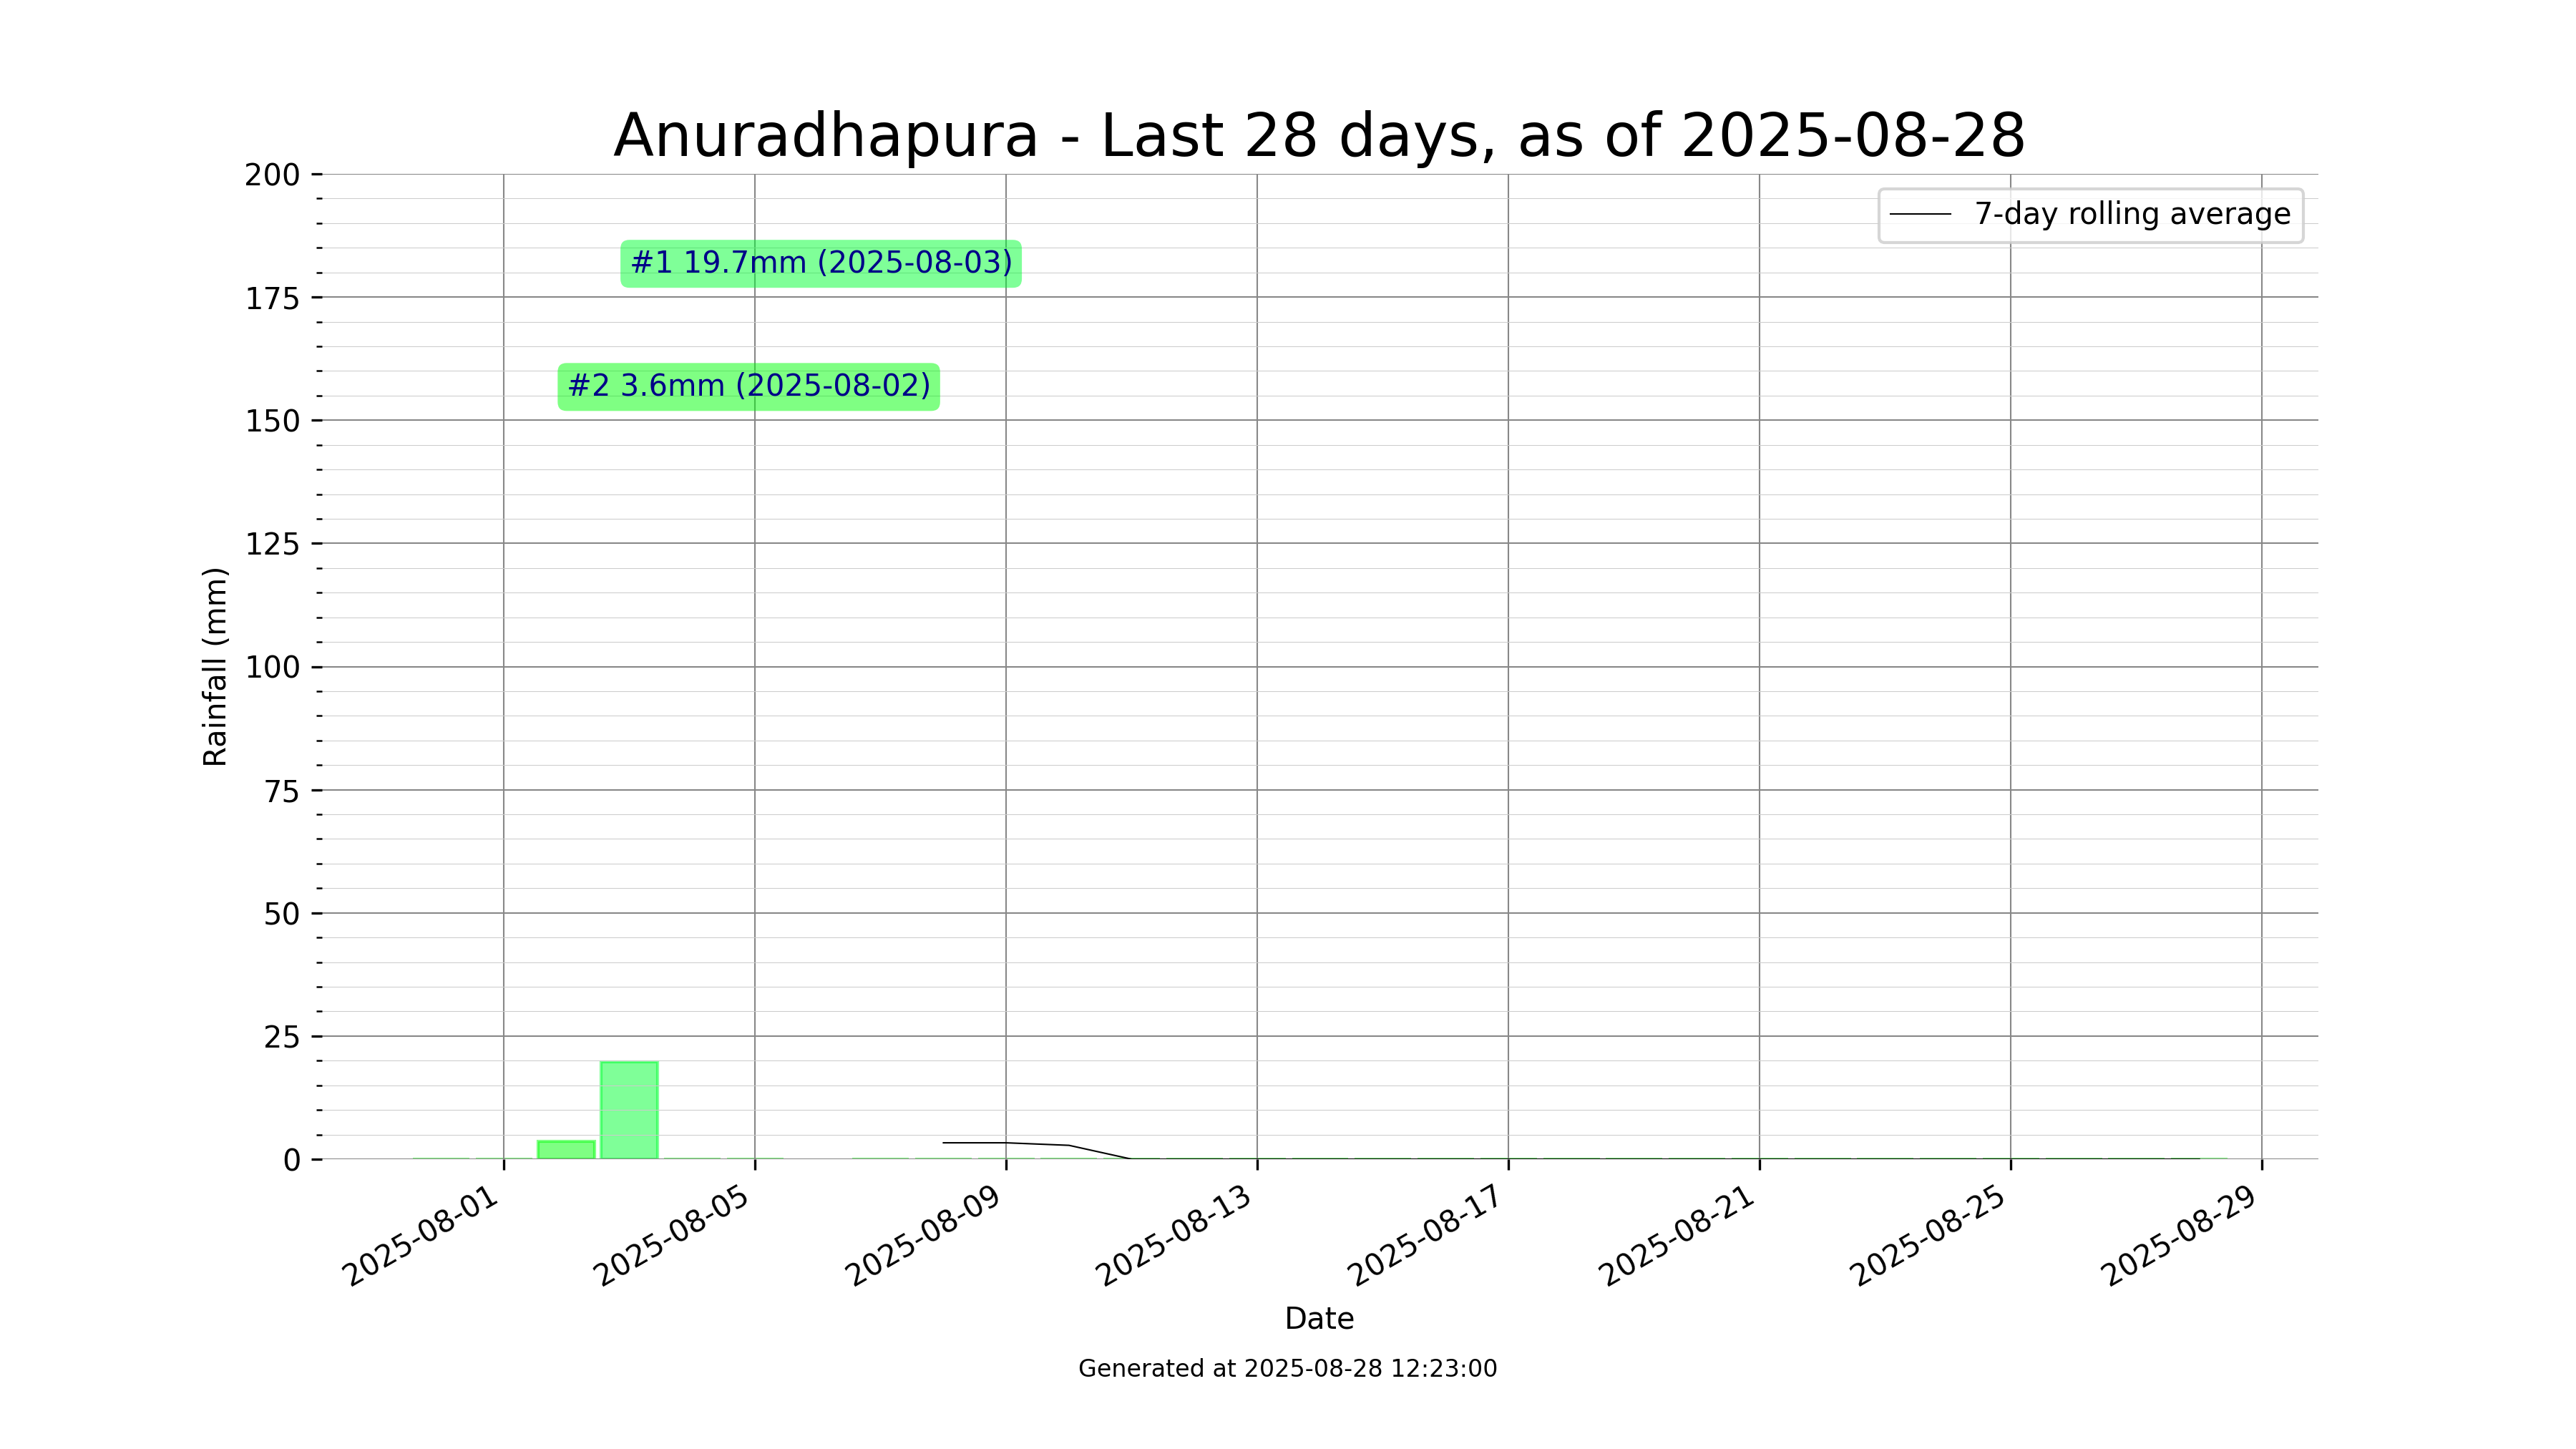 Anuradhapura - Last 28 days, as of 2025-08-28
7-day rolling average
#1 19.7mm (2025-08-03)
#2 3.6mm (2025-08-02)
Rainfall (mm)
200
175
150
125
100
75
50
25
0
2025-08-01
2025-08-05
2025-08-09
2025-08-13
2025-08-17
2025-08-21
2025-08-25
2025-08-29
Date
Generated at 2025-08-28 12:23:00